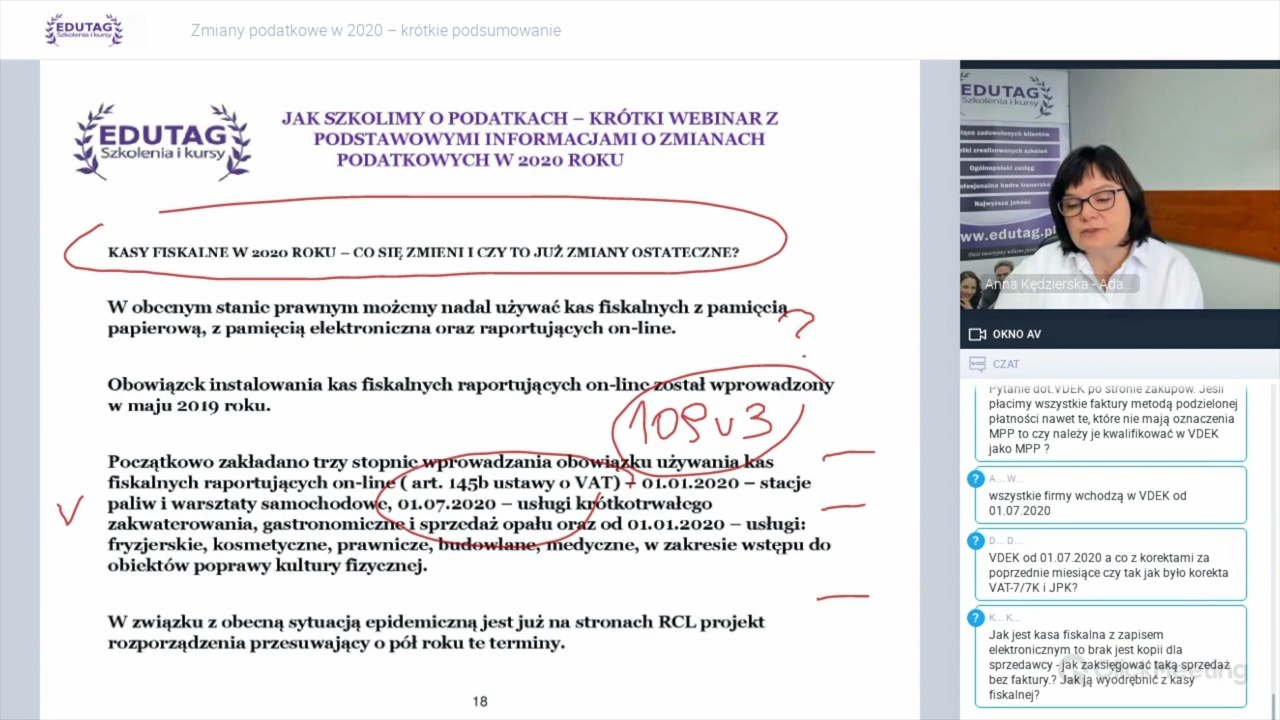 EDUTAG
Szkolenia i kursy
Zmiany podatkowe w 2020 – krótkie podsumowanie
EDUTAG
Szkolenia i kursy
JAK SZKOLIMY O PODATKACH – KRÓTKI WEBINAR Z
PODSTAWOWYMI INFORMACJAMI O ZMIANACH
PODATKOWYCH W 2020 ROKU
KASY FISKALNE W 2020 ROKU – CO SIĘ ZMIENI I CZY TO JUŻ ZMIANY OSTATECZNE?
W obecnym stanie prawnym możemy nadal używać kas fiskalnych z pamięcią
papierową, z pamięcią elektroniczna oraz raportujących on-line.
?
Obowiązek instalowania kas fiskalnych raportujących on-line został wprowadzony
w maju 2019 roku.
Początkowo zakładano trzy stopnie wprowadzania obowiązku używania kas
fiskalnych raportujących on-line ( art. 145b ustawy o VAT) – 01.01.2020 – stacje
paliw i warsztaty samochodowe, 01.07.2020 – usługi krótkotrwałego
zakwaterowania, gastronomiczne i sprzedaż opału oraz od 01.01.2020 – usługi:
fryzjerskie, kosmetyczne, prawnicze, budowlane, medyczne, w zakresie wstępu do
obiektów poprawy kultury fizycznej.
W związku z obecną sytuacją epidemiczną jest już na stronach RCL projekt
rozporządzenia przesuwający o pół roku te terminy.
18
EDUTAG
Szkolenia i kursy
Ogólnopolski zasięg
Najwyższa jakość
www.edutag.pl
Anna Kędzierska - Ada...
OKNO AV
CZAT
Pytanie dot.VDEK po stronie zakupów. Jeśli
płacimy wszystkie faktury metodą podzielonej
płatności nawet te, które nie mają oznaczenia
MPP to czy należy je kwalifikować w VDEK
jako MPP ?
? A... W...
wszystkie firmy wchodzą w VDEK od
01.07.2020
? D... D...
VDEK od 01.07.2020 a co z korektami za
poprzednie miesiące czy tak jak było korekta
VAT-7/7K i JPK?
? K... K...
Jak jest kasa fiskalna z zapisem
elektronicznym to brak jest kopii dla
sprzedawcy - jak zaksięgować taką sprzedaż
bez faktury.? Jak ją wyodrębnić z kasy
fiskalnej?
ClickMeeting